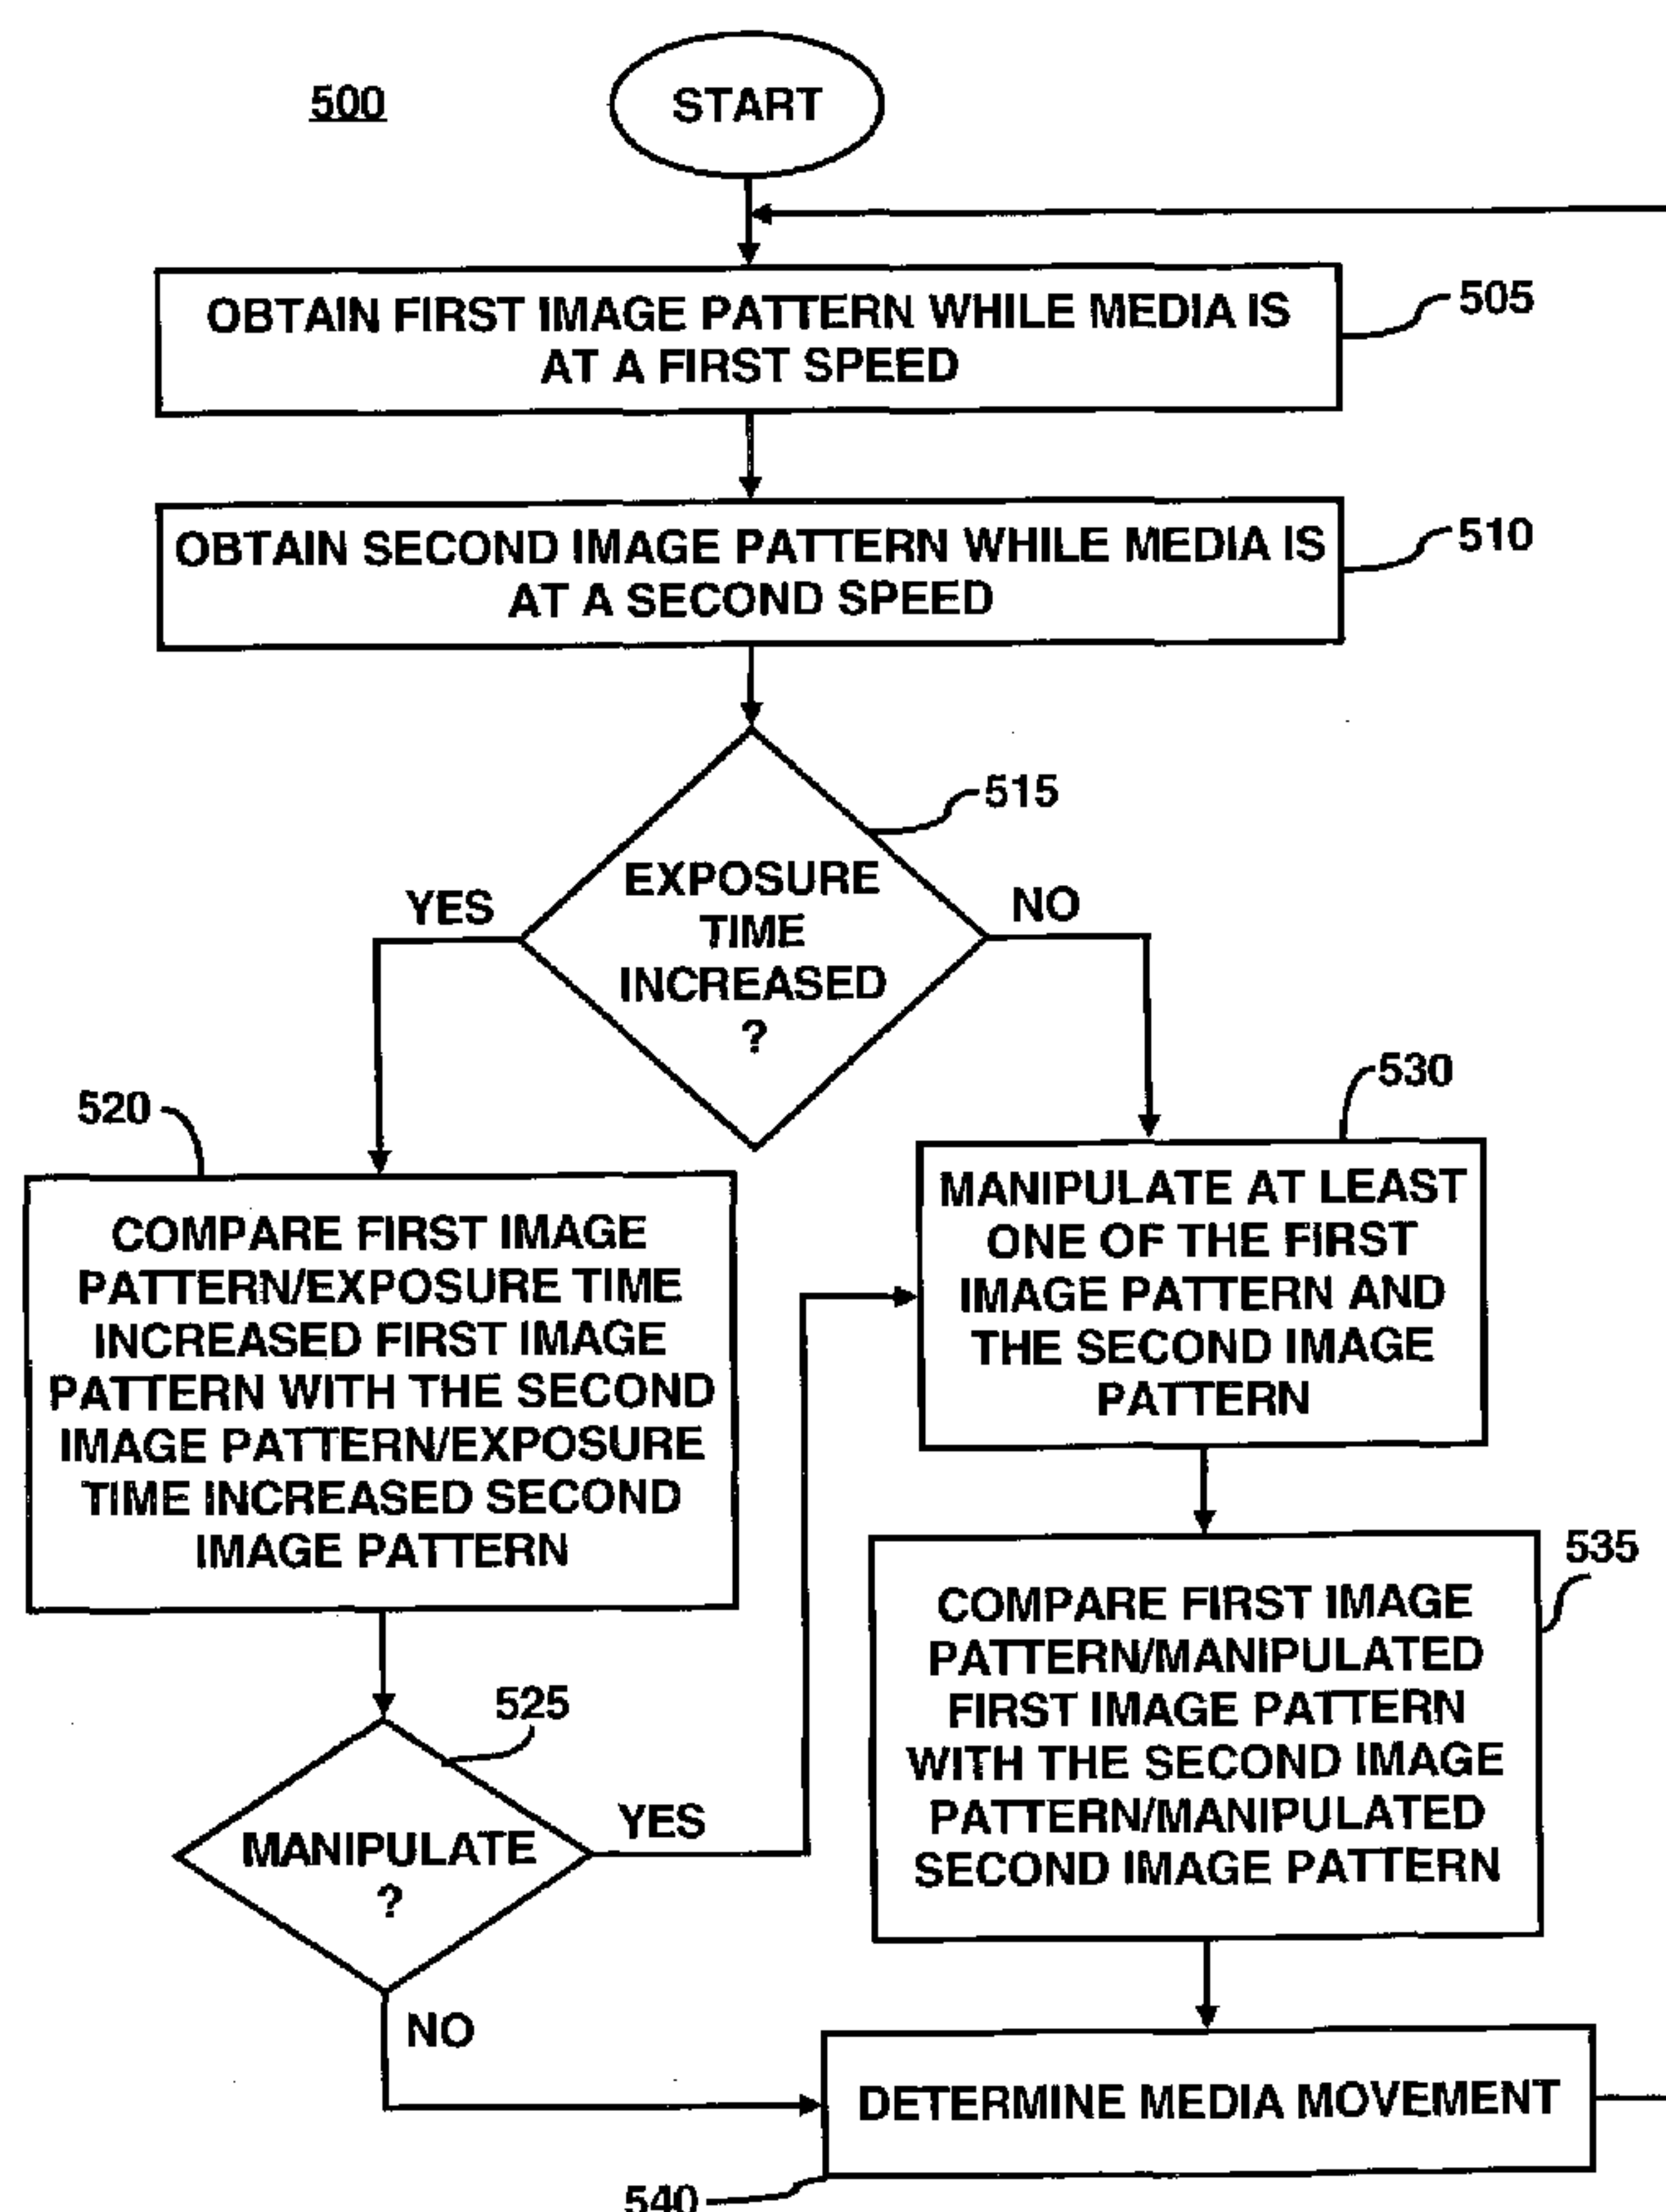 500
START
OBTAIN FIRST IMAGE PATTERN WHILE MEDIA IS
AT A FIRST SPEED
505
OBTAIN SECOND IMAGE PATTERN WHILE MEDIA IS
AT A SECOND SPEED
510
515
EXPOSURE
TIME
INCREASED
?
YES
NO
520
COMPARE FIRST IMAGE
PATTERN/EXPOSURE TIME
INCREASED FIRST IMAGE
PATTERN WITH THE SECOND
IMAGE PATTERN/EXPOSURE
TIME INCREASED SECOND
IMAGE PATTERN
530
MANIPULATE AT LEAST
ONE OF THE FIRST
IMAGE PATTERN AND
THE SECOND IMAGE
PATTERN
525
MANIPULATE
?
YES
NO
535
COMPARE FIRST IMAGE
PATTERN/MANIPULATED
FIRST IMAGE PATTERN
WITH THE SECOND IMAGE
PATTERN/MANIPULATED
SECOND IMAGE PATTERN
DETERMINE MEDIA MOVEMENT
540